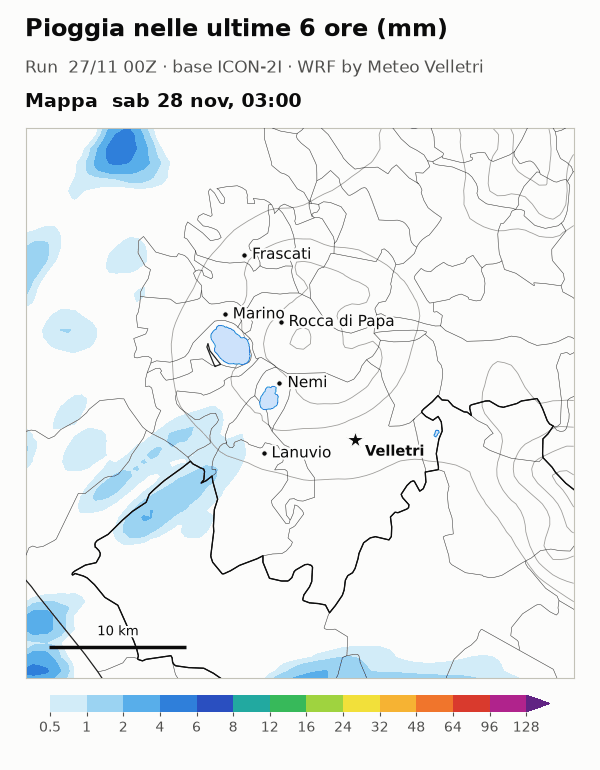 Pioggia nelle ultime 6 ore (mm)
Run  27/11 00Z · base ICON-2I · WRF by Meteo Velletri
Mappa  sab 28 nov, 03:00
Frascati
Marino
Rocca di Papa
Nemi
Velletri
Lanuvio
10 km
0.5 1 2 4 6 8 12 16 24 32 48 64 96 128